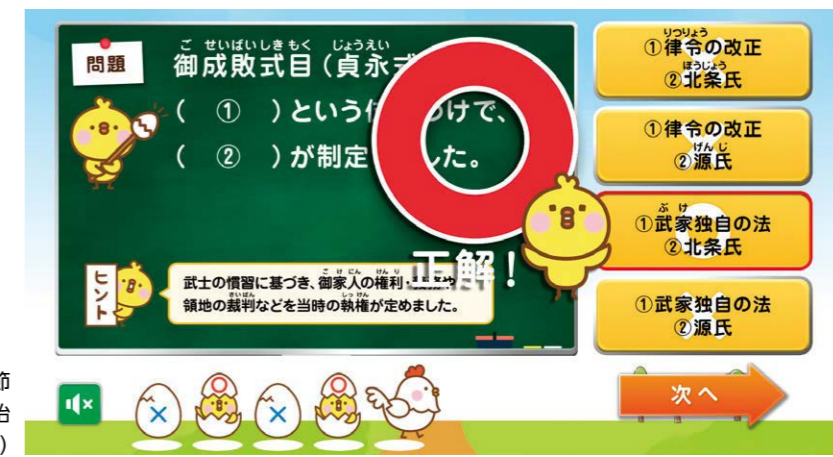 問題
ご せいばいしきもく じょうえい
御成敗式目(貞永
( ① )という けで、
( ② )が制定 した。
ヒント
ご け にん けん り
武士の慣習に基づき、御家人の権利・
さいばん しっ けん
領地の裁判などを当時の執権が定めました。
正解!
りつりょう
①律令の改正
ほうじょう
②北条氏
①律令の改正
げん じ
②源氏
ぶ け
①武家独自の法
②北条氏
①武家独自の法
②源氏
次へ
節
)